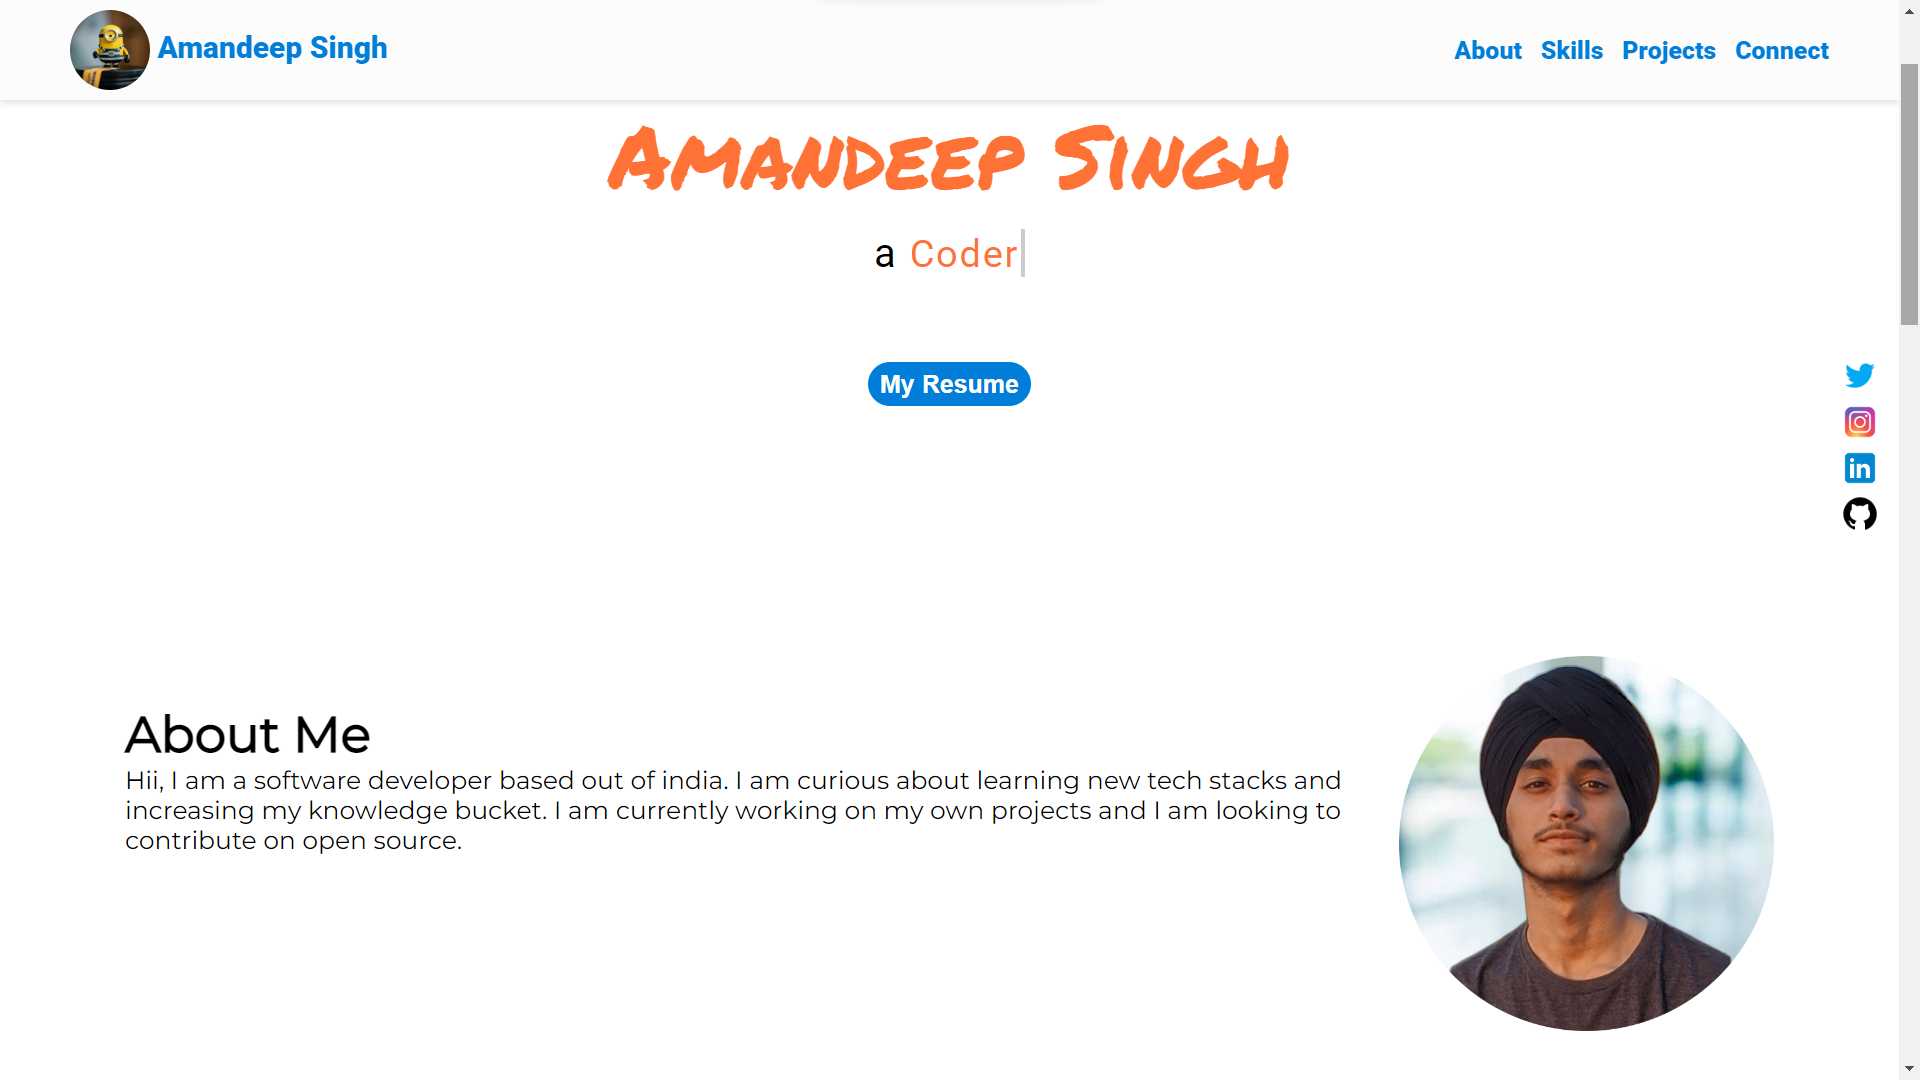 Amandeep Singh
About Skills Projects Connect
Amandeep Singh
a Coder
My Resume
About Me
Hii, I am a software developer based out of india. I am curious about learning new tech stacks and
increasing my knowledge bucket. I am currently working on my own projects and I am looking to
contribute on open source.